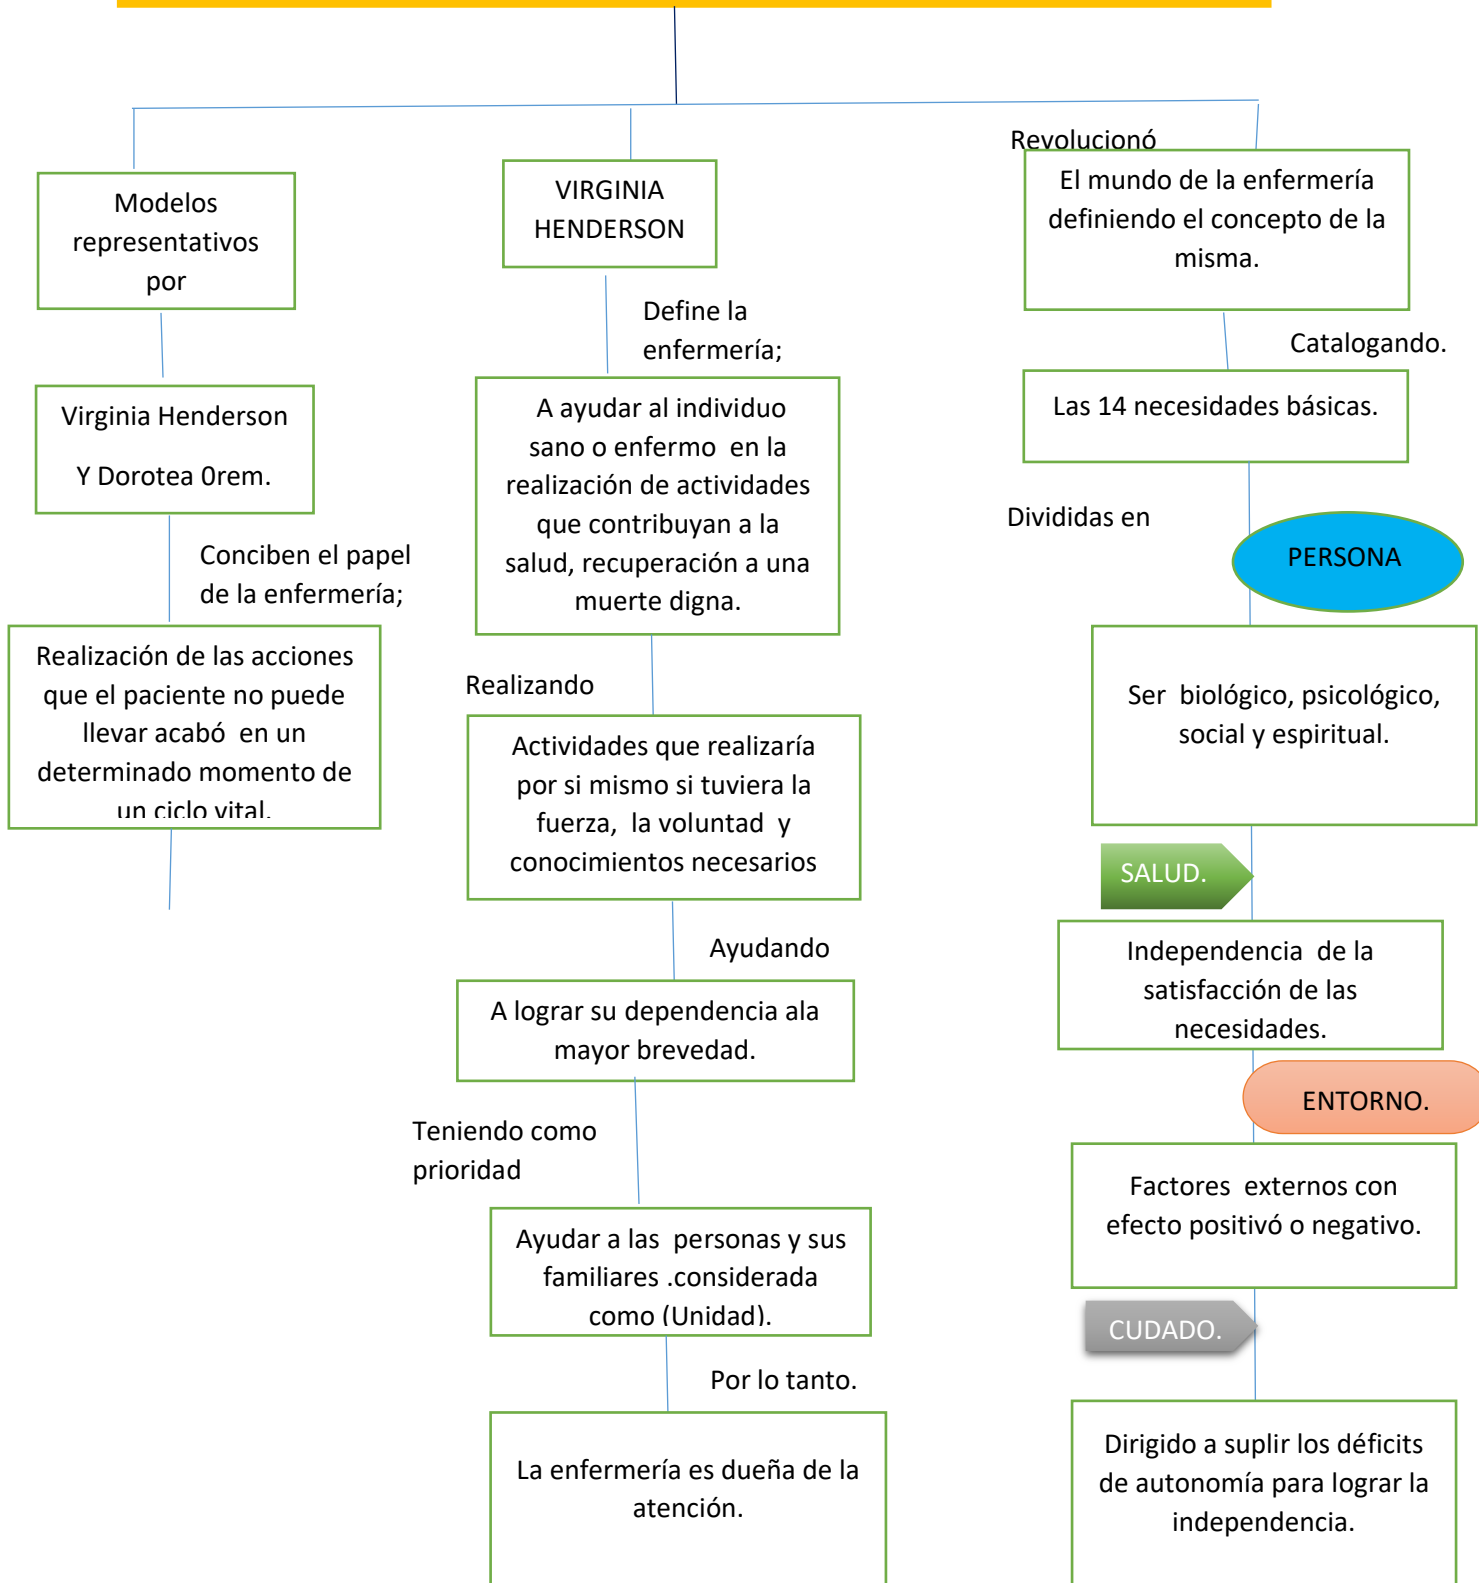 Modelos
representativos
por
Virginia Henderson
Y Dorotea 0rem.
Conciben el papel
de la enfermería;
Realización de las acciones
que el paciente no puede
llevar acabó  en un
determinado momento de
un ciclo vital.
VIRGINIA
HENDERSON
Define la
enfermería;
A ayudar al individuo
sano o enfermo  en la
realización de actividades
que contribuyan a la
salud, recuperación a una
muerte digna.
Realizando
Actividades que realizaría
por si mismo si tuviera la
fuerza,  la voluntad  y
conocimientos necesarios
Ayudando
A lograr su dependencia ala
mayor brevedad.
Teniendo como
prioridad
Ayudar a las  personas y sus
familiares .considerada
como (Unidad).
Por lo tanto.
La enfermería es dueña de la
atención.
Revolucionó
El mundo de la enfermería
definiendo el concepto de la
misma.
Catalogando.
Las 14 necesidades básicas.
Divididas en
PERSONA
Ser  biológico, psicológico,
social y espiritual.
SALUD.
Independencia  de la
satisfacción de las
necesidades.
ENTORNO.
Factores  externos con
efecto positivó o negativo.
CUDADO.
Dirigido a suplir los déficits
de autonomía para lograr la
independencia.